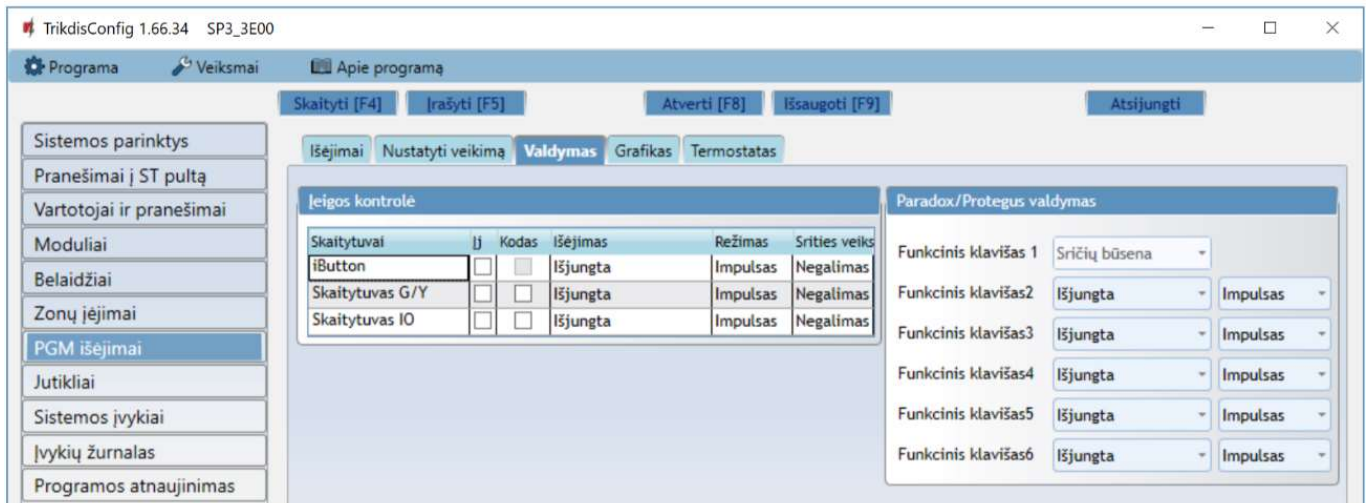 TrikdisConfig 1.66.34 SP3_3E00
Programa Veiksmai Apie programą
Skaityti [F4] Įrašyti [F5] Atverti [F8] Išsaugoti [F9] Atsijungti
Sistemos parinktys
Pranešimai į ST pultą
Vartotojai ir pranešimai
Moduliai
Belaidžiai
Zonų įėjimai
PGM išėjimai
Jutikliai
Sistemos įvykiai
Įvykių žurnalas
Programos atnaujinimas
Išėjimai Nustatyti veikimą Valdymas Grafikas Termostatas
Įeigos kontrolė
Skaitytuvai Įj Kodas Išėjimas Režimas Srities veiks
iButton Išjungta Impulsas Negalimas
Skaitytuvas G/Y Išjungta Impulsas Negalimas
Skaitytuvas IO Išjungta Impulsas Negalimas
Paradox/Protegus valdymas
Funkcinis klavišas 1 Sričių būsena
Funkcinis klavišas2 Išjungta Impulsas
Funkcinis klavišas3 Išjungta Impulsas
Funkcinis klavišas4 Išjungta Impulsas
Funkcinis klavišas5 Išjungta Impulsas
Funkcinis klavišas6 Išjungta Impulsas